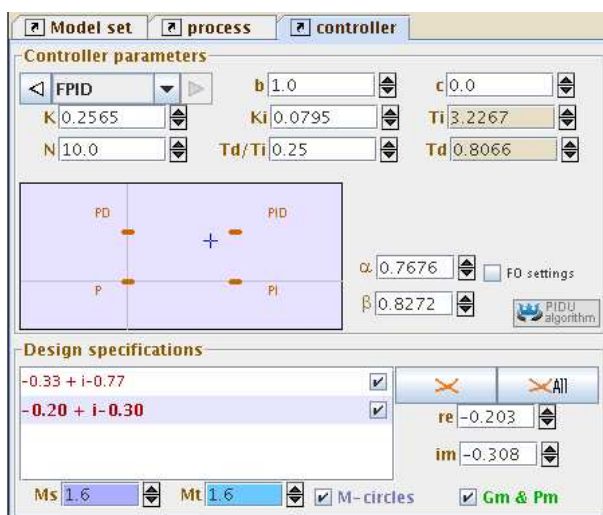 Model set process controller
Controller parameters
FPID b 1.0 c 0.0
K 0.2565 Ki 0.0795 Ti 3.2267
N 10.0 Td/Ti 0.25 Td 0.8066
PD PID
P PI
α 0.7676 FO settings
β 0.8272 PIDU algorithm
Design specifications
-0.33 + i-0.77 All
-0.20 + i-0.30 re -0.203
im -0.308
Ms 1.6 Mt 1.6 M-circles Gm & Pm